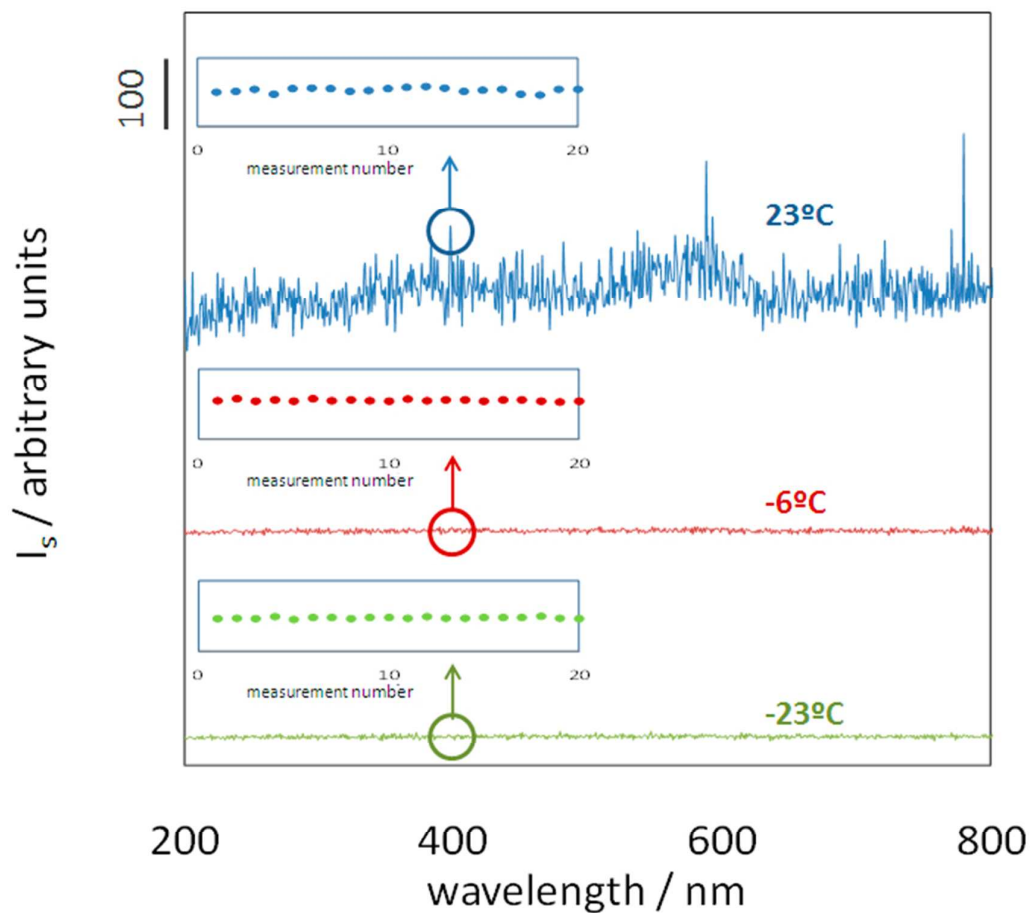 100
0 10 20
measurement number
23ºC
Is / arbitrary units
0 10 20
measurement number
-6ºC
0 10 20
measurement number
-23ºC
200 400 600 800
wavelength / nm